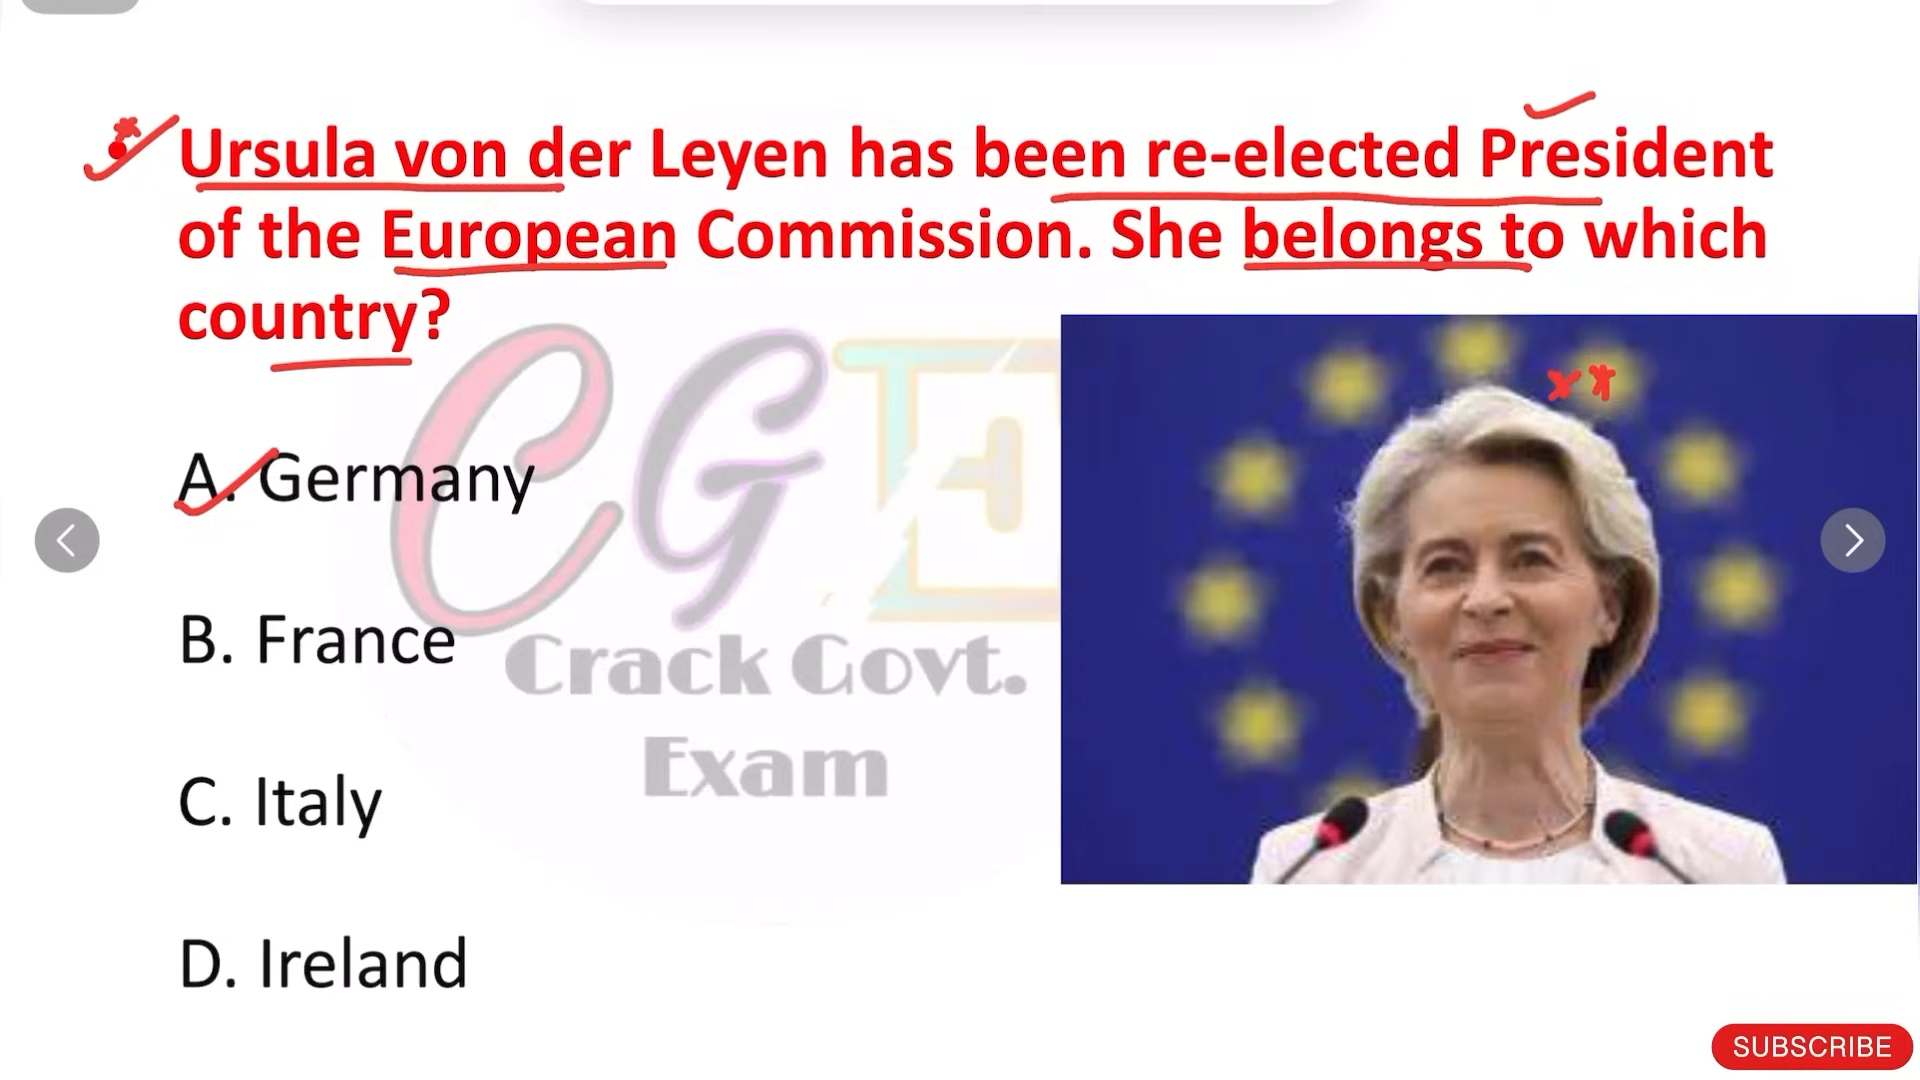 Ursula von der Leyen has been re-elected President
of the European Commission. She belongs to which
country?
A. Germany
B. France
C. Italy
D. Ireland
CGE
Crack Govt.
Exam
SUBSCRIBE